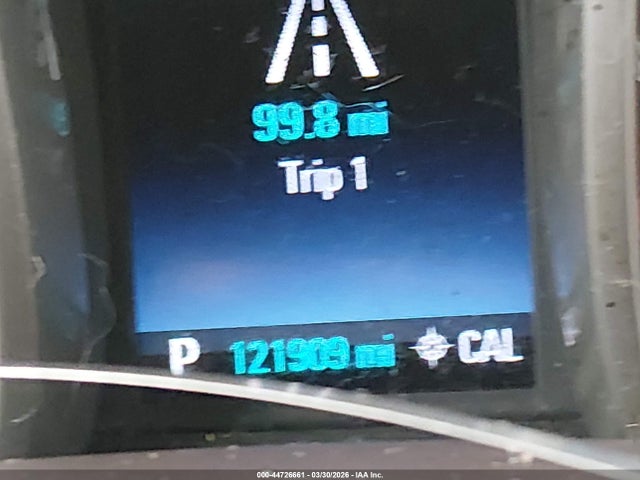 99.8 mi
Trip 1
P 121909 mi CAL
000-44726661 - 03/30/2026 - IAA Inc.